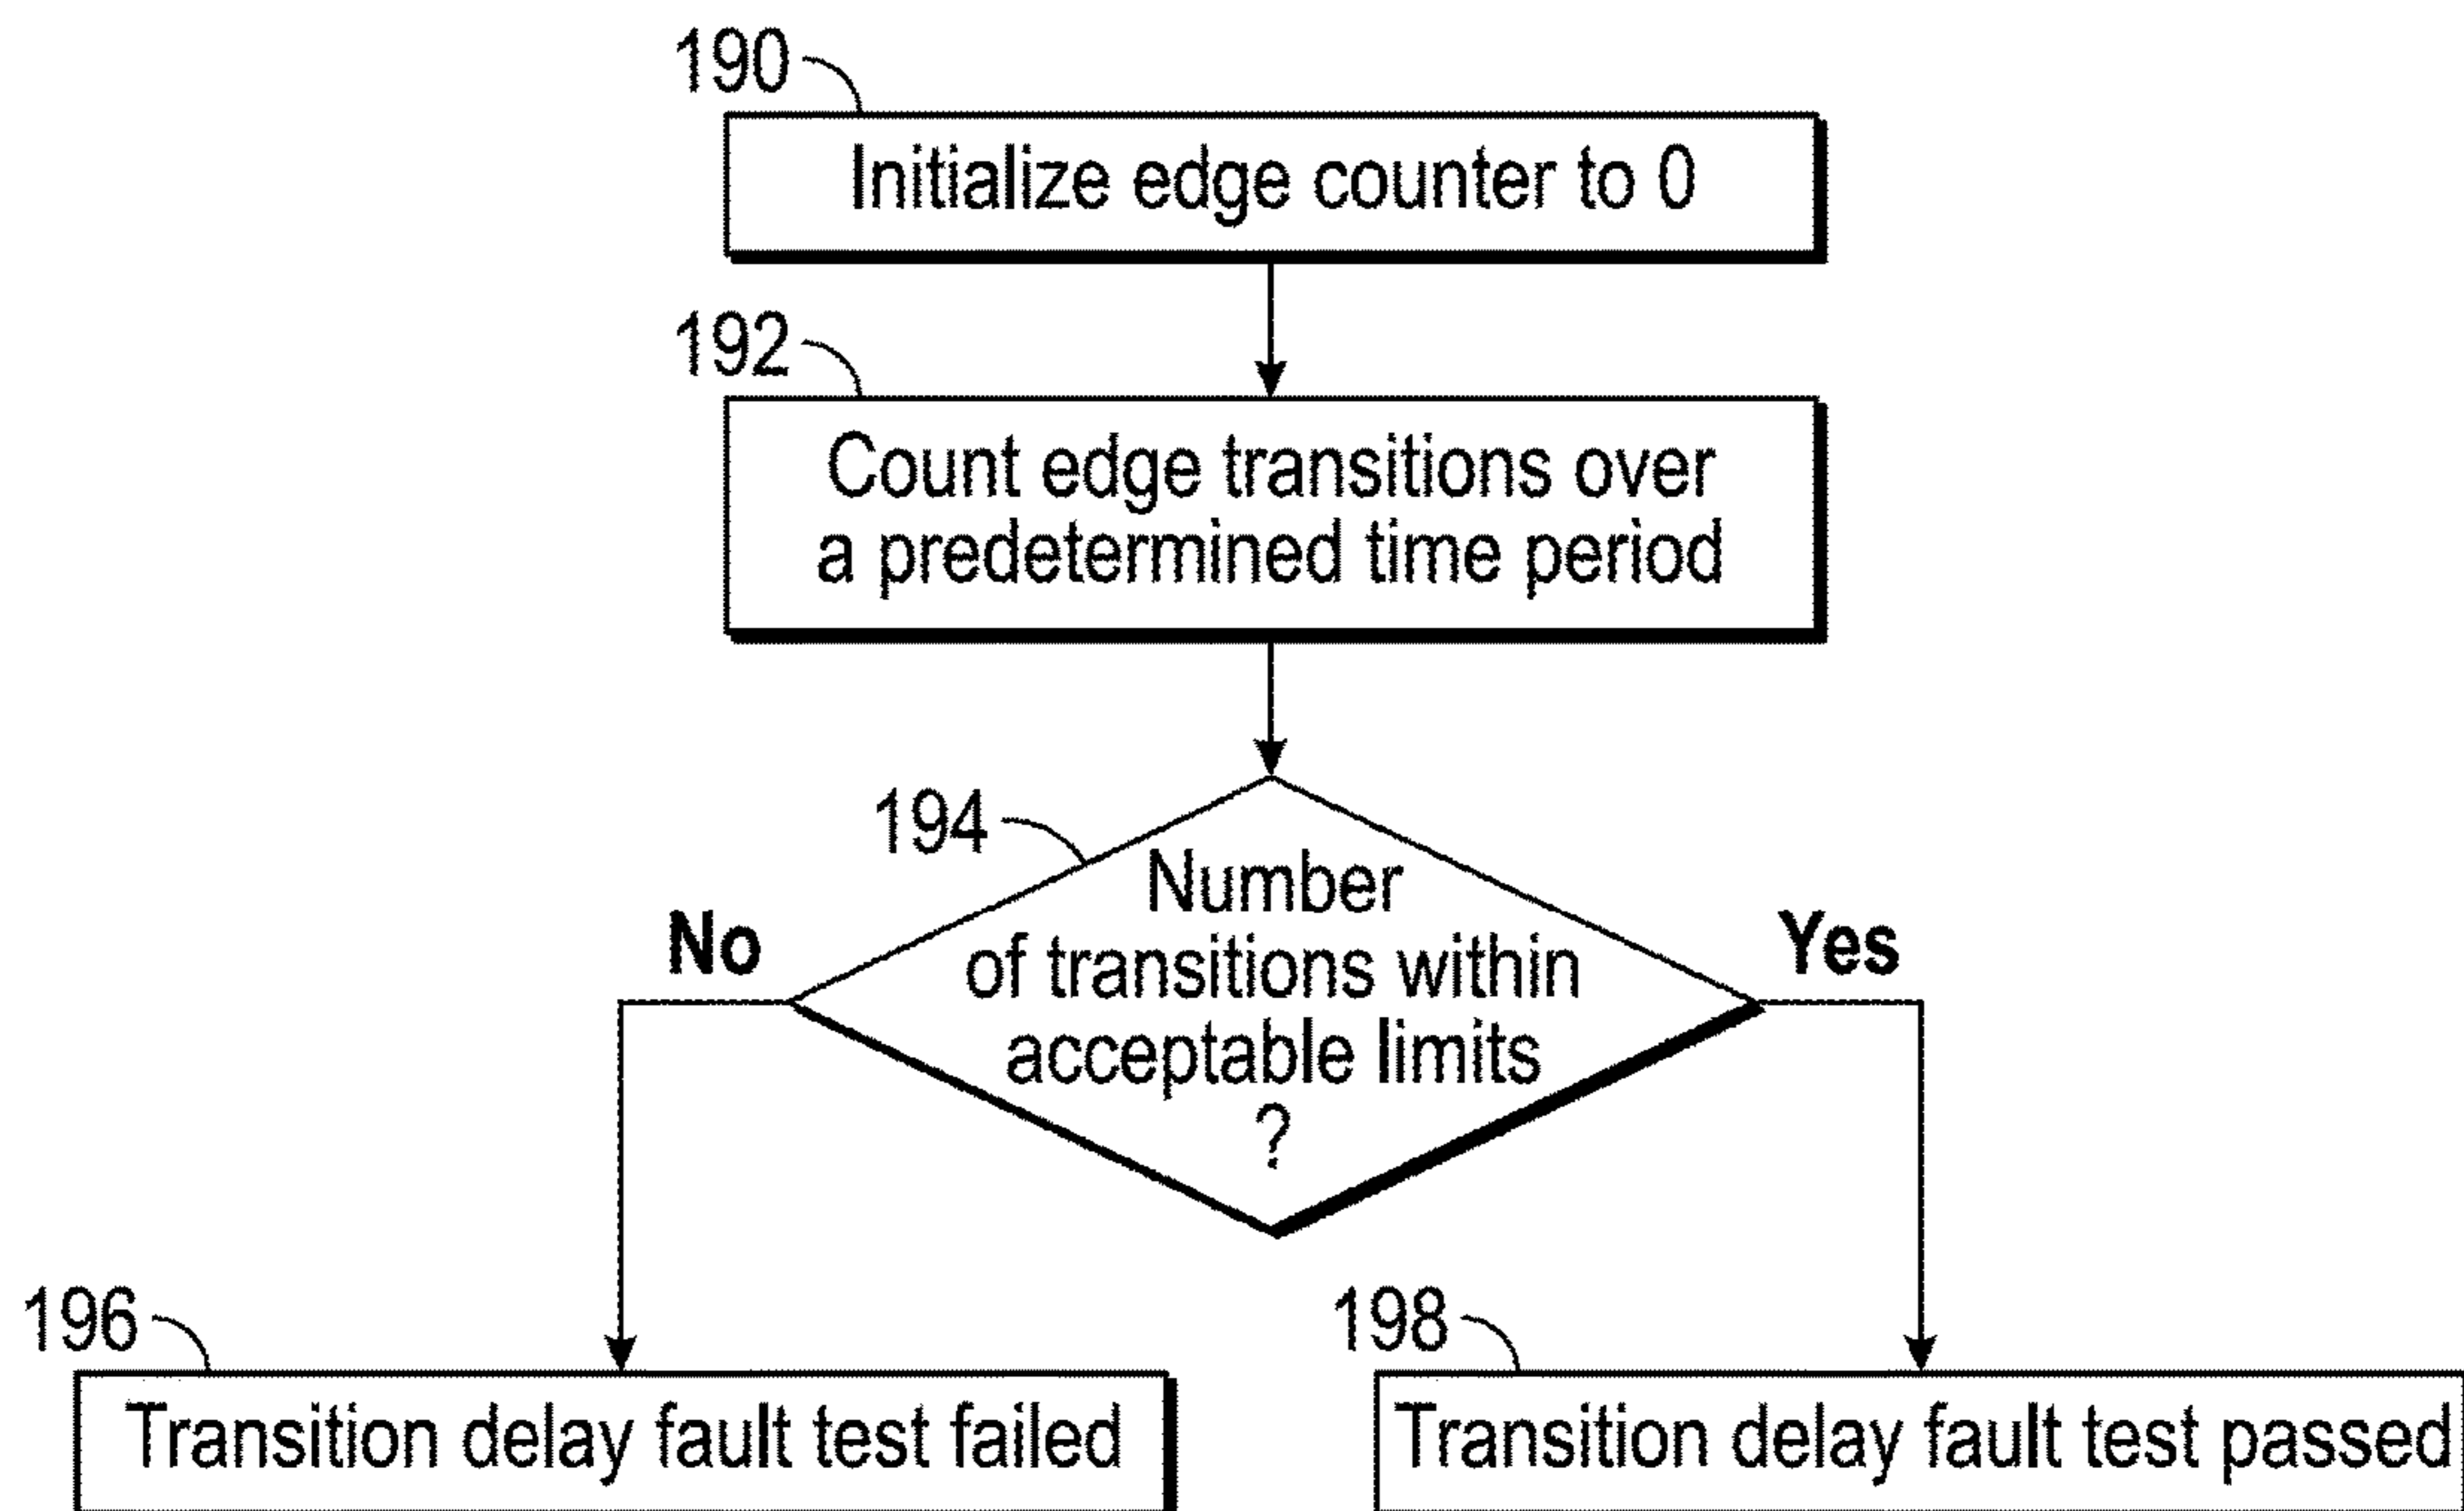 190
Initialize edge counter to 0
192
Count edge transitions over
a predetermined time period
194
Number
of transitions within
acceptable limits
?
No
Yes
196
Transition delay fault test failed
198
Transition delay fault test passed